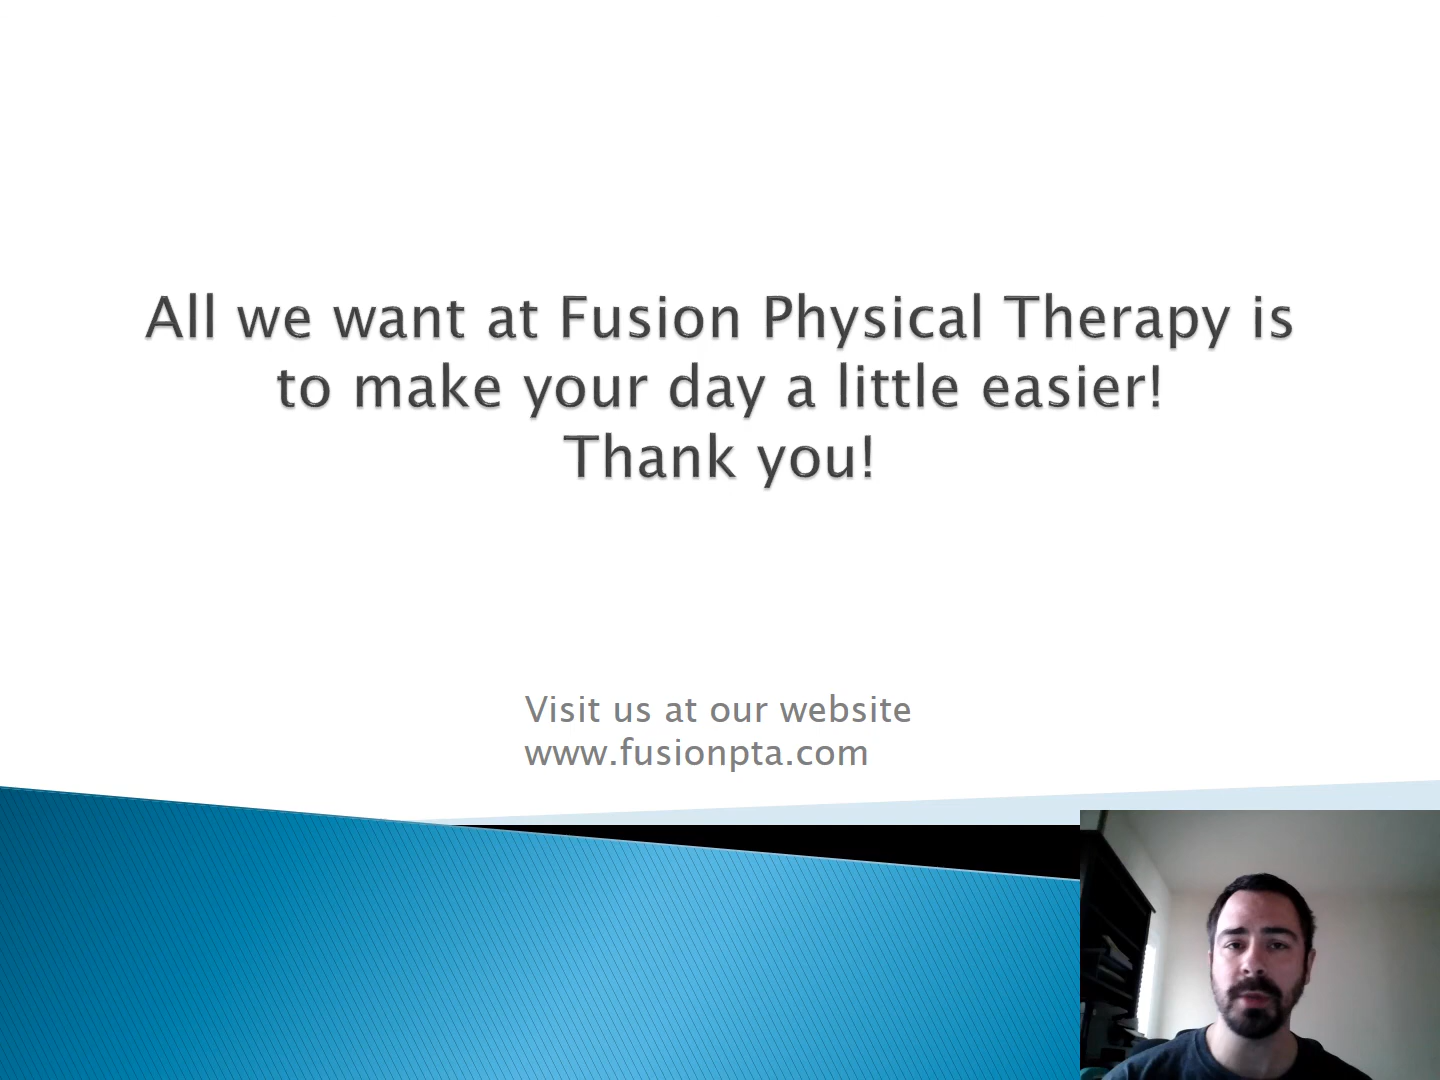 All we want at Fusion Physical Therapy is
to make your day a little easier!
Thank you!
Visit us at our website
www.fusionpta.com